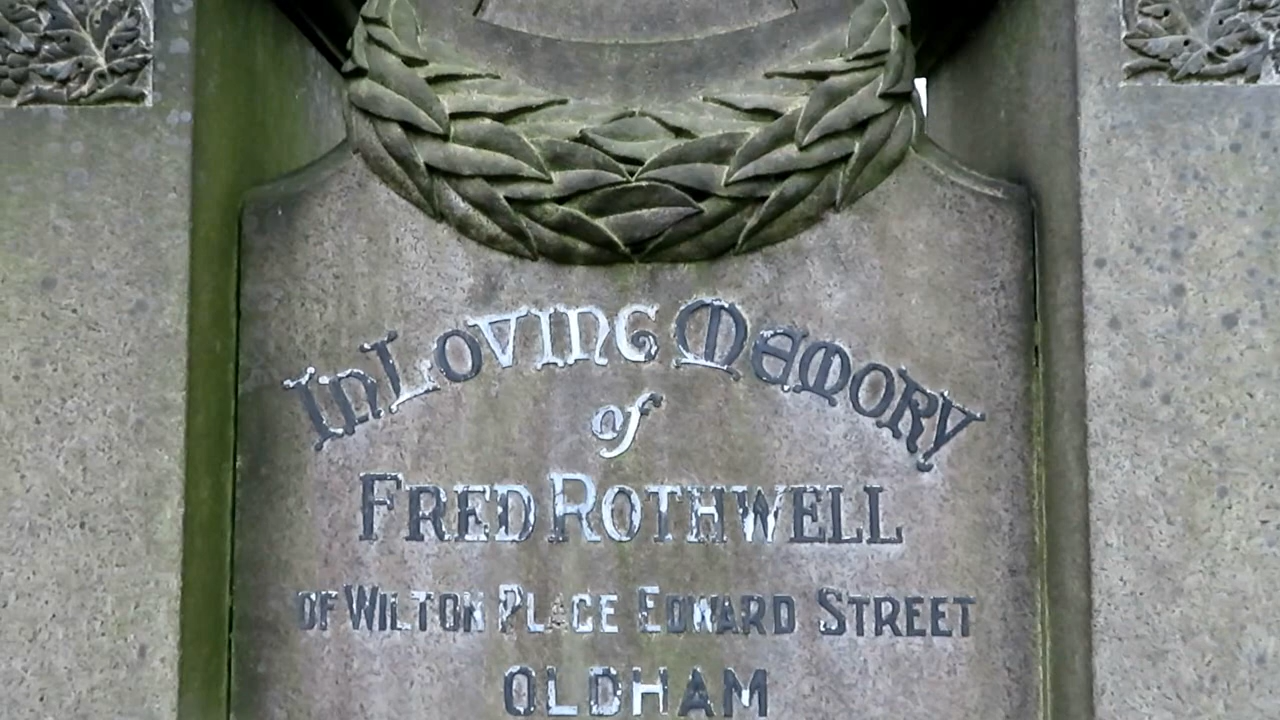 In Loving Memory
of
FRED ROTHWELL
OF WILTON PLACE EDWARD STREET
OLDHAM